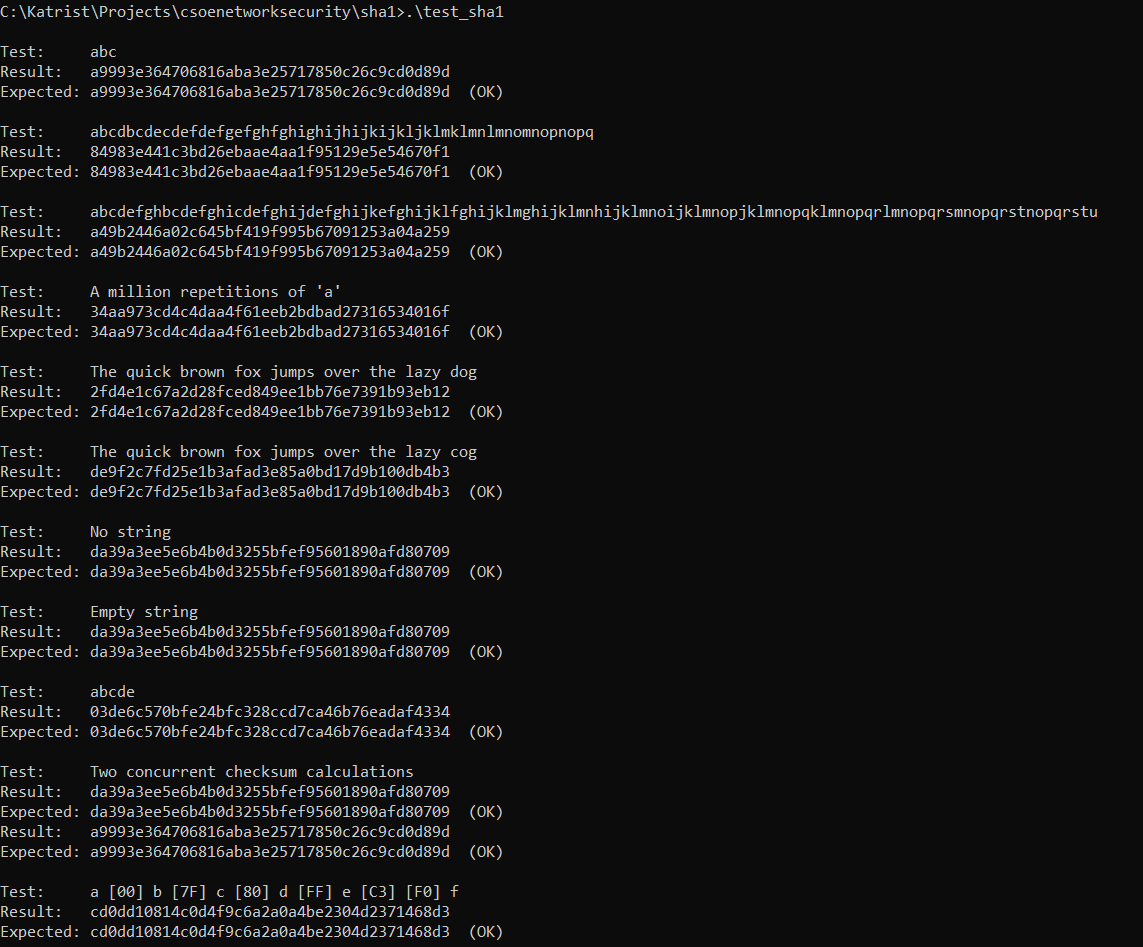 C:\Katrist\Projects\csoenetworksecurity\sha1>.\test_sha1
Test:     abc
Result:   a9993e364706816aba3e25717850c26c9cd0d89d
Expected: a9993e364706816aba3e25717850c26c9cd0d89d  (OK)
Test:     abcdbcdecdefdefgefghfghighijhijkijkljklmklmnlmnomnopnopq
Result:   84983e441c3bd26ebaae4aa1f95129e5e54670f1
Expected: 84983e441c3bd26ebaae4aa1f95129e5e54670f1  (OK)
Test:     abcdefghbcdefghicdefghijdefghijkefghijklfghijklmghijklmnhijklmnoijklmnopjklmnopqklmnopqrlmnopqrsmnopqrstnopqrstu
Result:   a49b2446a02c645bf419f995b67091253a04a259
Expected: a49b2446a02c645bf419f995b67091253a04a259  (OK)
Test:     A million repetitions of 'a'
Result:   34aa973cd4c4daa4f61eeb2bdbad27316534016f
Expected: 34aa973cd4c4daa4f61eeb2bdbad27316534016f  (OK)
Test:     The quick brown fox jumps over the lazy dog
Result:   2fd4e1c67a2d28fced849ee1bb76e7391b93eb12
Expected: 2fd4e1c67a2d28fced849ee1bb76e7391b93eb12  (OK)
Test:     The quick brown fox jumps over the lazy cog
Result:   de9f2c7fd25e1b3afad3e85a0bd17d9b100db4b3
Expected: de9f2c7fd25e1b3afad3e85a0bd17d9b100db4b3  (OK)
Test:     No string
Result:   da39a3ee5e6b4b0d3255bfef95601890afd80709
Expected: da39a3ee5e6b4b0d3255bfef95601890afd80709  (OK)
Test:     Empty string
Result:   da39a3ee5e6b4b0d3255bfef95601890afd80709
Expected: da39a3ee5e6b4b0d3255bfef95601890afd80709  (OK)
Test:     abcde
Result:   03de6c570bfe24bfc328ccd7ca46b76eadaf4334
Expected: 03de6c570bfe24bfc328ccd7ca46b76eadaf4334  (OK)
Test:     Two concurrent checksum calculations
Result:   da39a3ee5e6b4b0d3255bfef95601890afd80709
Expected: da39a3ee5e6b4b0d3255bfef95601890afd80709  (OK)
Result:   a9993e364706816aba3e25717850c26c9cd0d89d
Expected: a9993e364706816aba3e25717850c26c9cd0d89d  (OK)
Test:     a [00] b [7F] c [80] d [FF] e [C3] [F0] f
Result:   cd0dd10814c0d4f9c6a2a0a4be2304d2371468d3
Expected: cd0dd10814c0d4f9c6a2a0a4be2304d2371468d3  (OK)